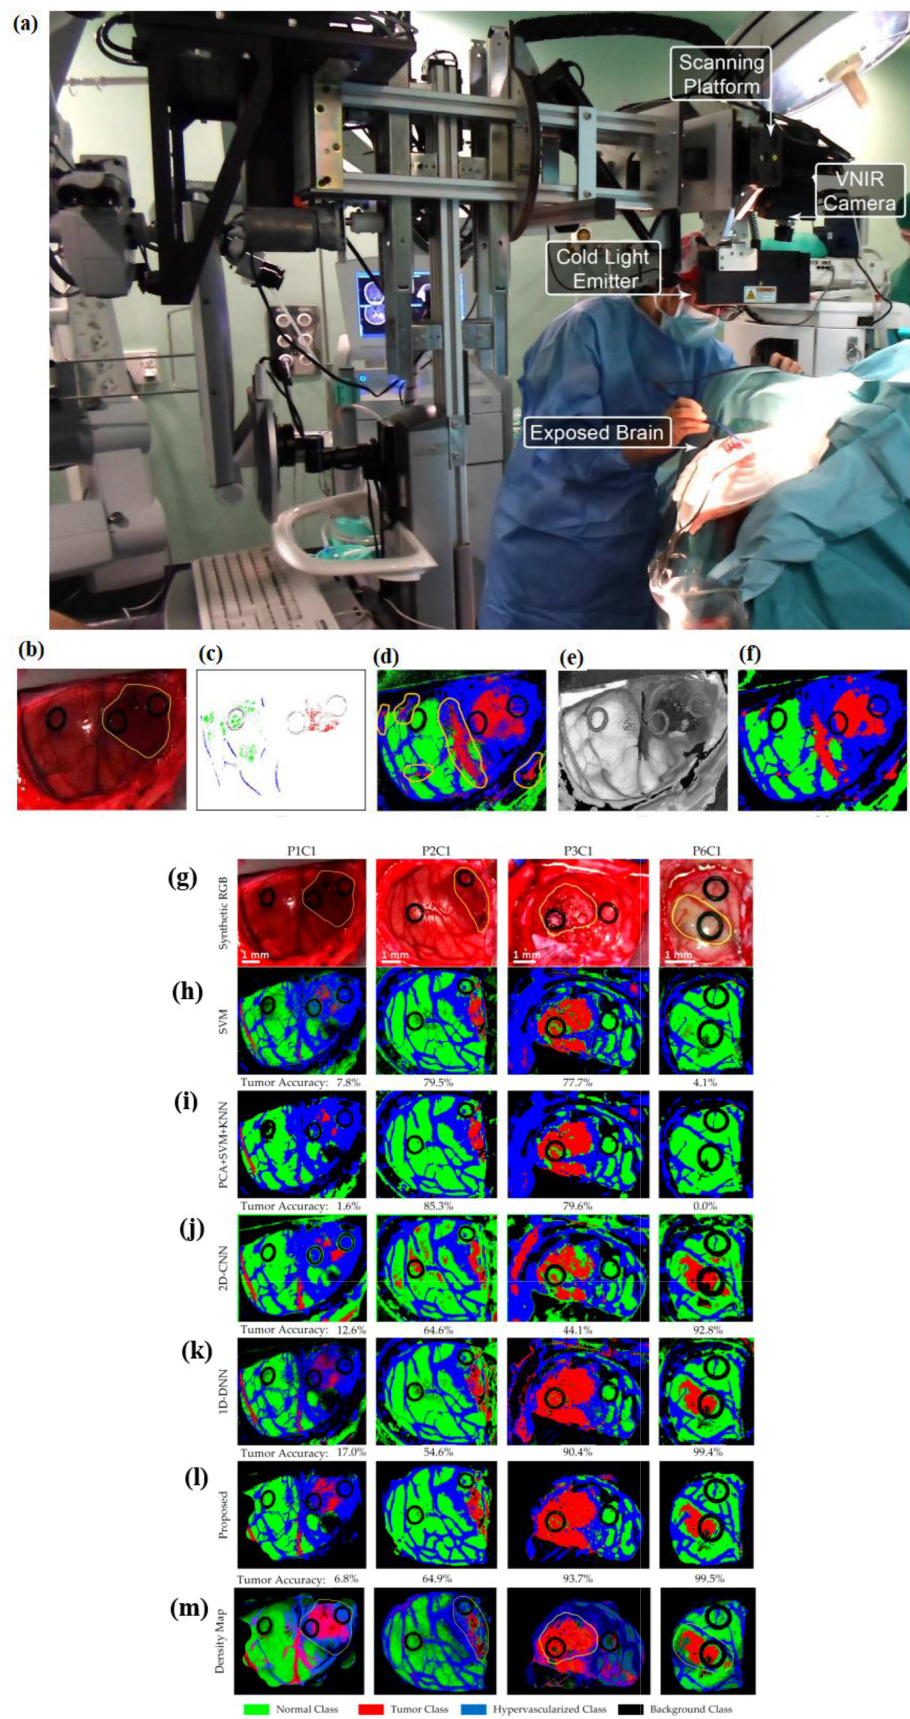 (a)
Scanning
Platform
VNIR
Camera
Cold Light
Emitter
Exposed Brain
(b)
(c)
(d)
(e)
(f)
P1C1
P2C1
P3C1
P6C1
(g)
Synthetic RGB
1 mm
1 mm
1 mm
1 mm
(h)
SVM
Tumor Accuracy: 7.8%
79.5%
77.7%
4.1%
(i)
PCA+SVM+KNN
Tumor Accuracy: 1.6%
85.3%
79.6%
0.0%
(j)
2D-CNN
Tumor Accuracy: 12.6%
64.6%
44.1%
92.8%
(k)
1D-DNN
Tumor Accuracy: 17.0%
54.6%
90.4%
99.4%
(l)
Proposed
Tumor Accuracy: 6.8%
64.9%
93.7%
99.5%
(m)
Density Map
Normal Class
Tumor Class
Hypervascularized Class
Background Class